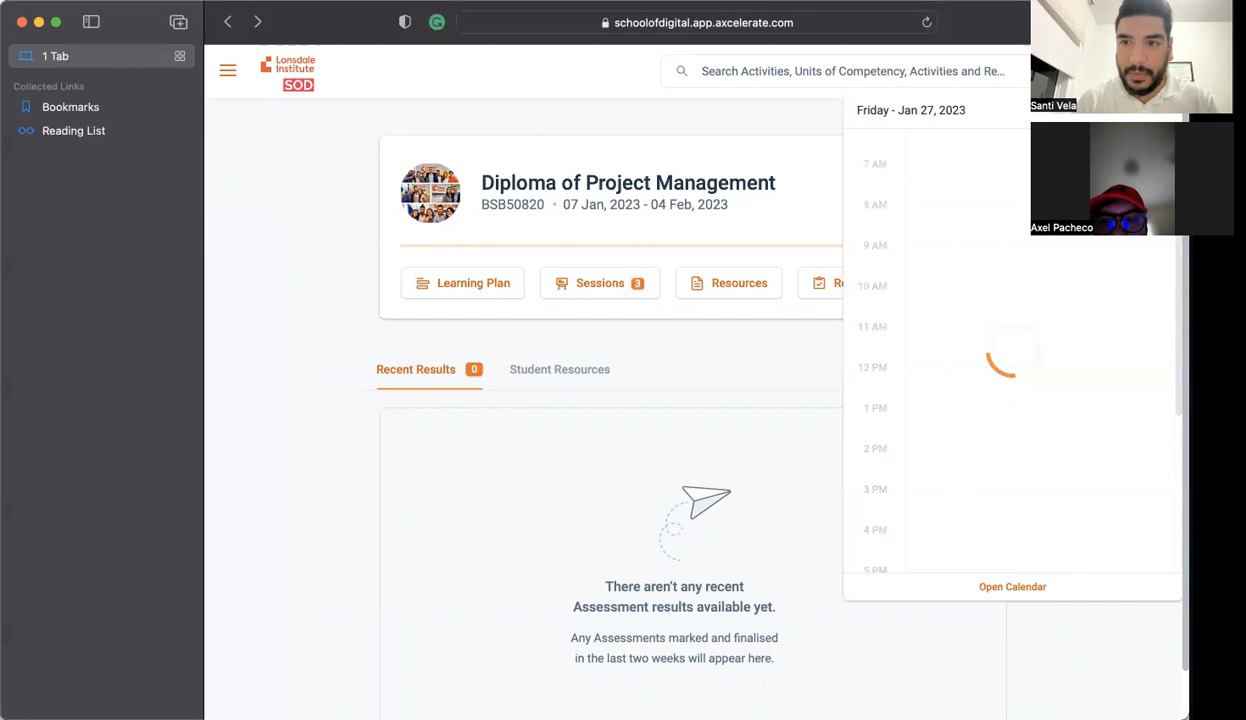 1 Tab
Collected Links
Bookmarks
Reading List
schoolofdigital.app.axcelerate.com
Lonsdale
Institute
SOD
Search Activities, Units of Competency, Activities and Re...
Friday - Jan 27, 2023
7 AM
8 AM
9 AM
10 AM
11 AM
12 PM
1 PM
2 PM
3 PM
4 PM
5 PM
Open Calendar
Diploma of Project Management
BSB50820 • 07 Jan, 2023 - 04 Feb, 2023
Learning Plan
Sessions 3
Resources
Re
Recent Results 0
Student Resources
There aren't any recent
Assessment results available yet.
Any Assessments marked and finalised
in the last two weeks will appear here.
Santi Vela
Axel Pacheco